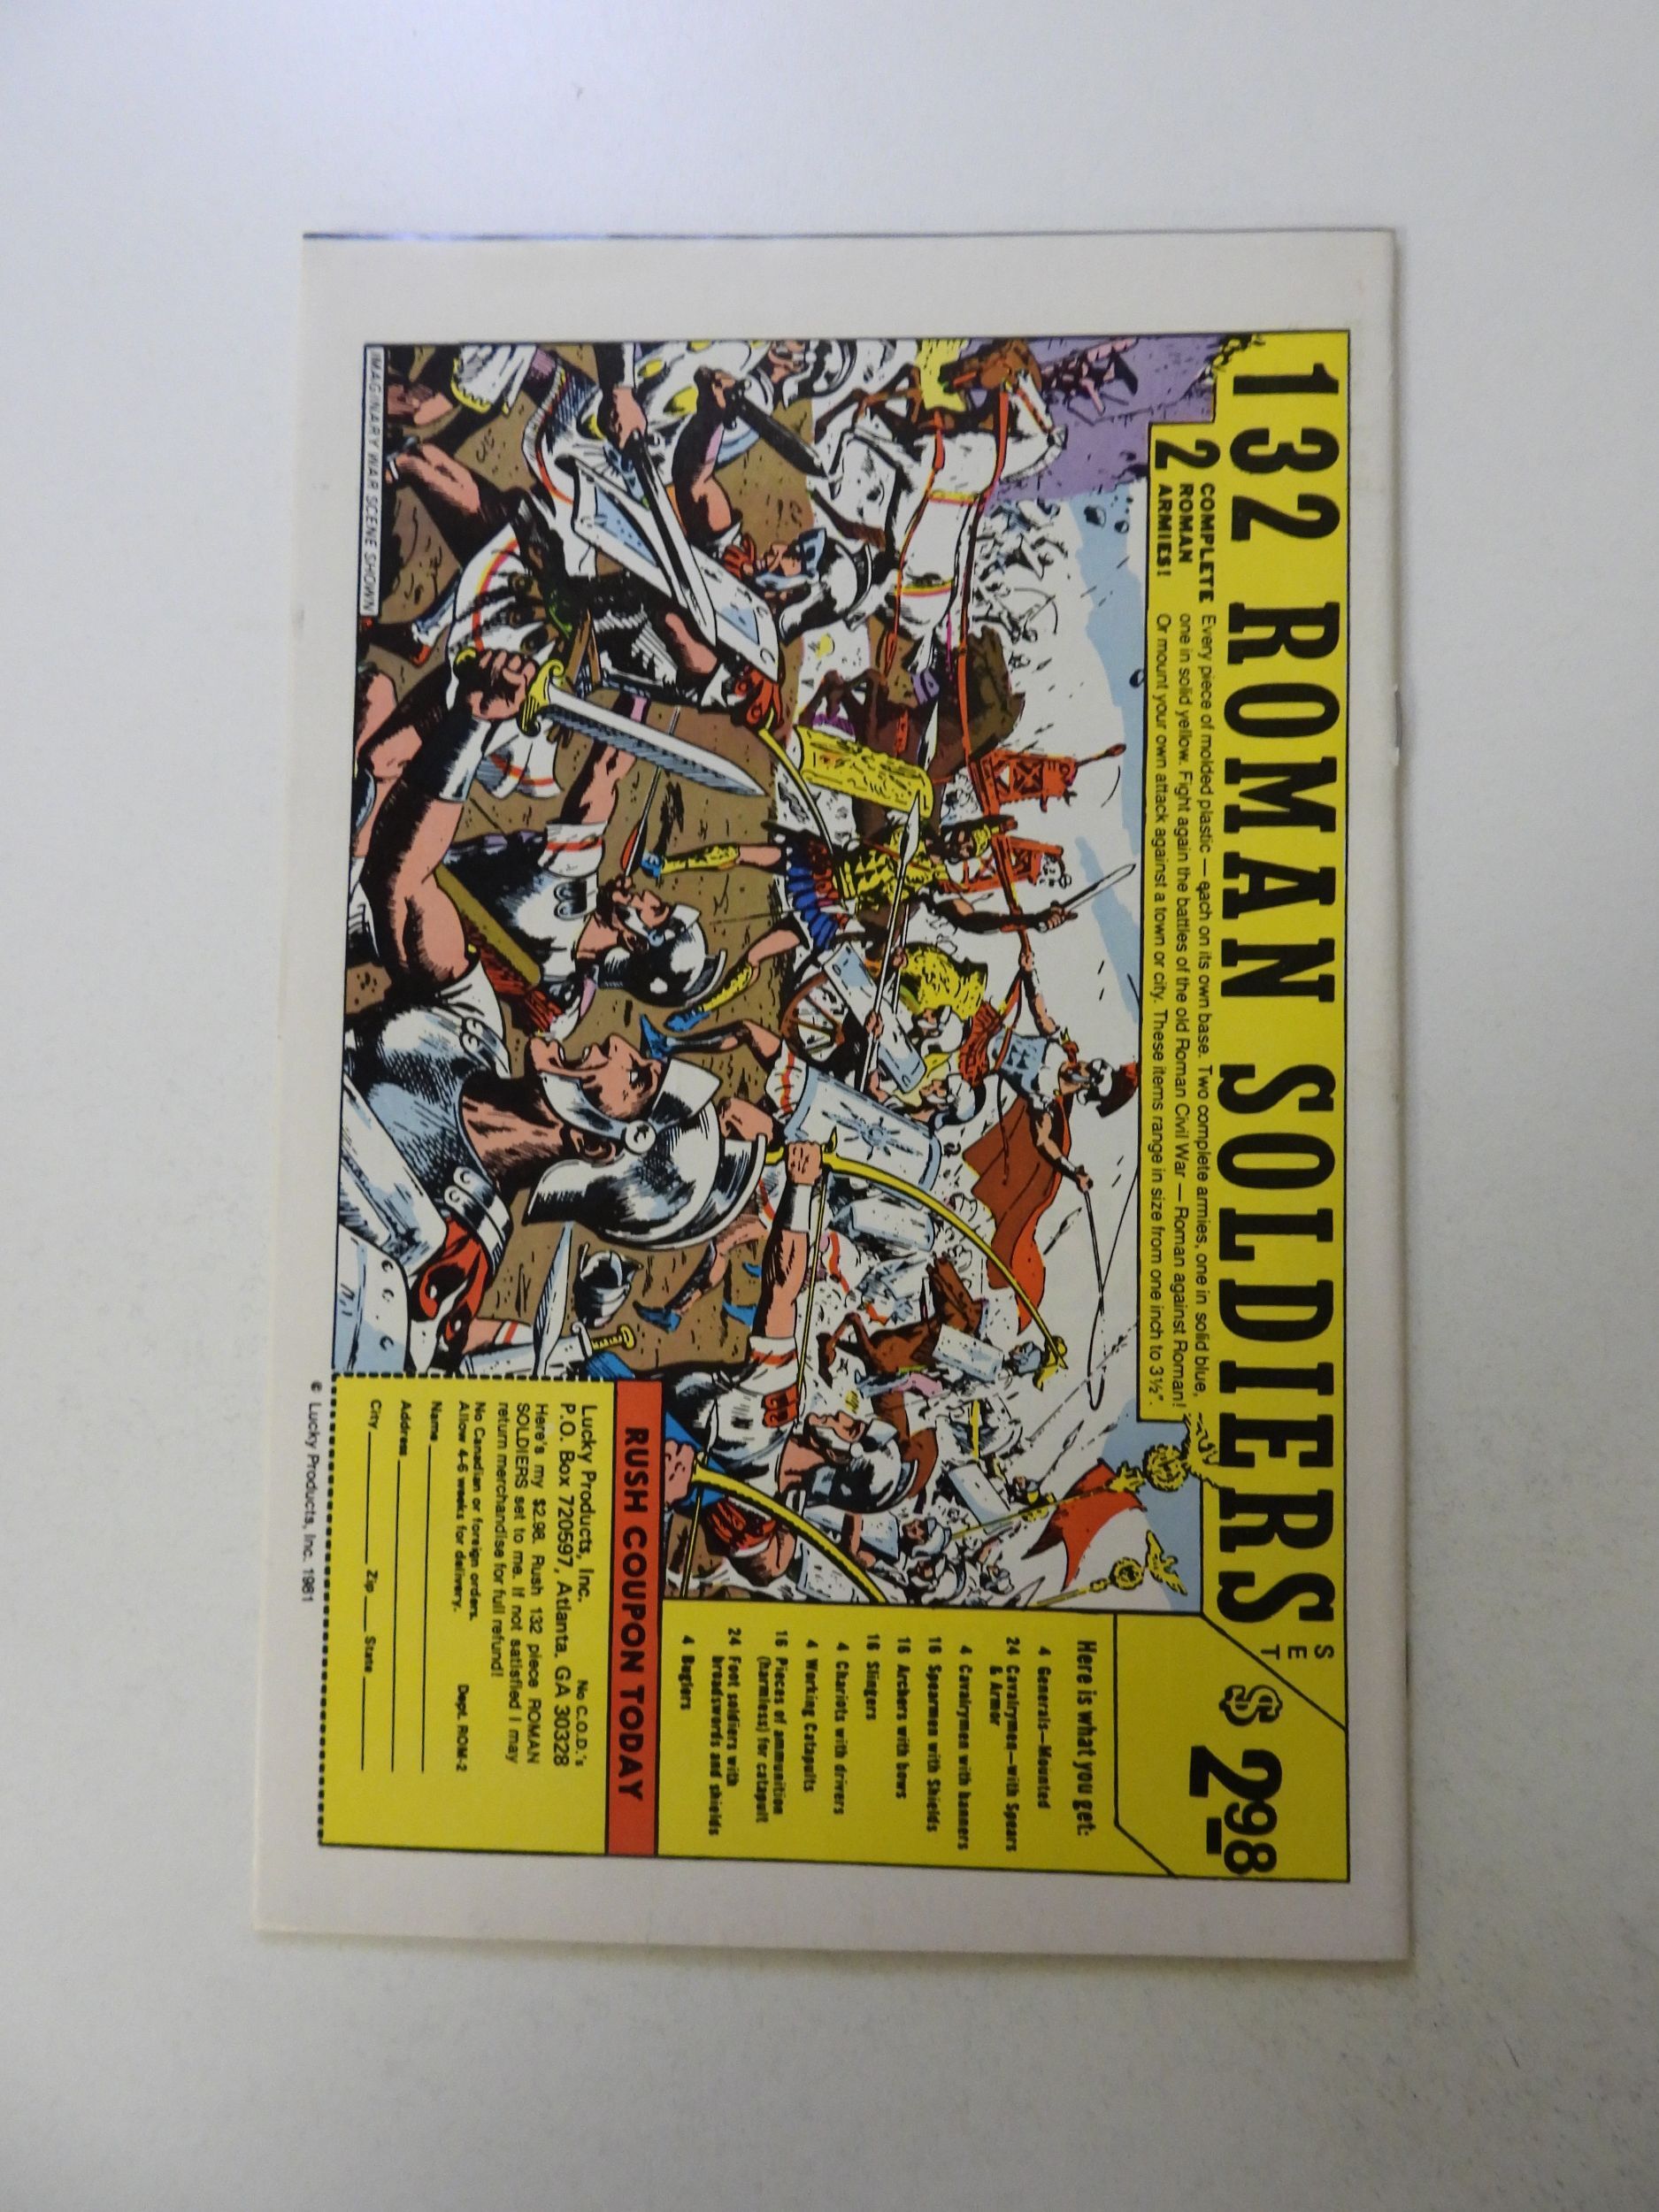 132 ROMAN SOLDIERS
SET
$2.98
2 COMPLETE
ROMAN
ARMIES!
Every piece of molded plastic — each on its own base. Two complete armies, one in solid blue,
one in solid yellow. Fight again the battles of the old Roman Civil War — Roman against Roman!
Or mount your own attack against a town or city. These items range in size from one inch to 3½".
Here is what you get:
4 Generals—Mounted
24 Cavalrymen—with Spears
& Armor
4 Cavalrymen with banners
16 Spearmen with Shields
16 Archers with bows
16 Slingers
4 Chariots with drivers
4 Working Catapults
16 Pieces of ammunition
(harmless) for catapult
24 Foot soldiers with
broadswords and shields
4 Buglers
RUSH COUPON TODAY
Lucky Products, Inc. No C.O.D.'s
P.O. Box 720597, Atlanta, GA 30328
Here's my $2.98. Rush 132 piece ROMAN
SOLDIERS set to me. If not satisfied I may
return merchandise for full refund!
No Canadian or foreign orders.
Allow 4-6 weeks for delivery. Dept. ROM-2
Name
Address
City Zip State
IMAGINARY WAR SCENE SHOWN
© Lucky Products, Inc. 1981